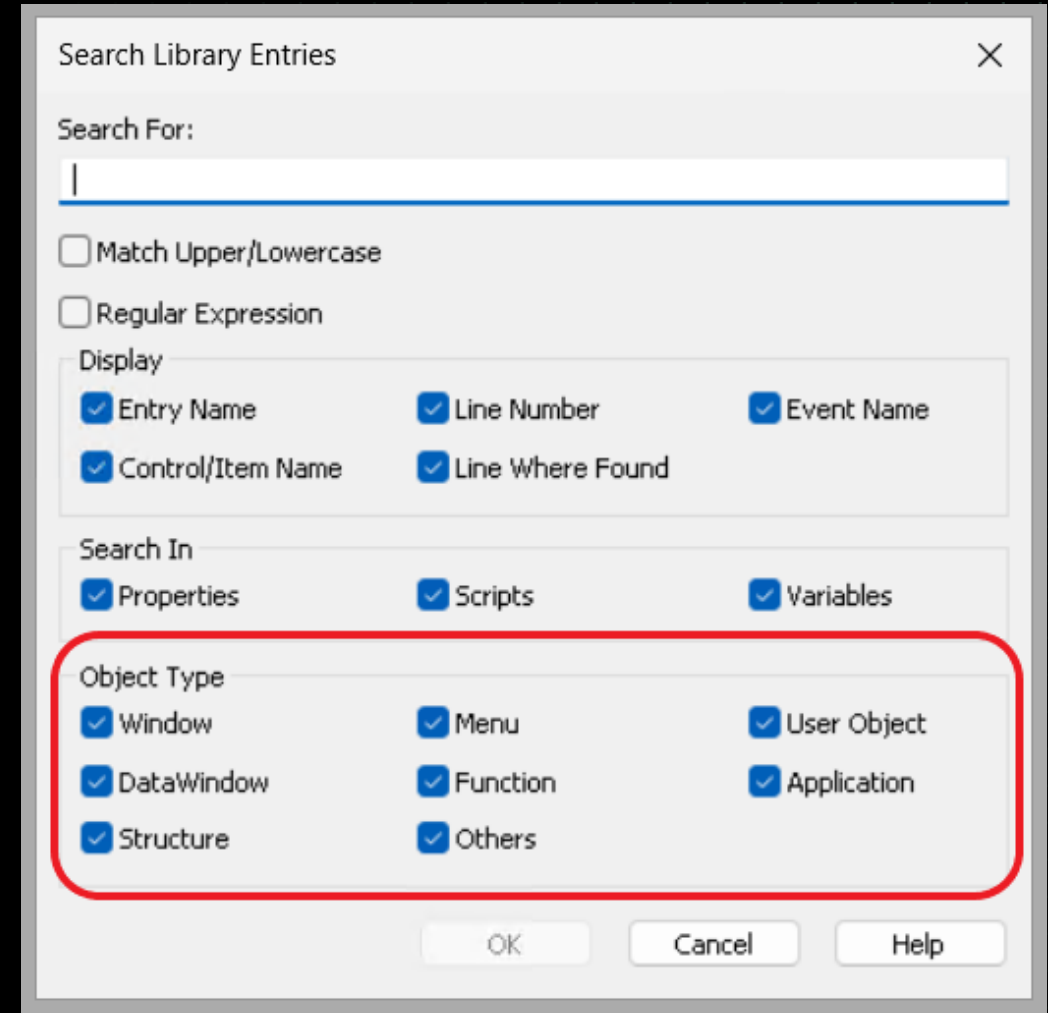 Search Library Entries
Search For:
Match Upper/Lowercase
Regular Expression
Display
Entry Name Line Number Event Name
Control/Item Name Line Where Found
Search In
Properties Scripts Variables
Object Type
Window Menu User Object
DataWindow Function Application
Structure Others
OK Cancel Help